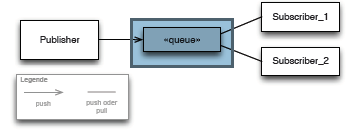 Publisher
«queue»
Subscriber_1
Subscriber_2
Legende
push
push oder
pull